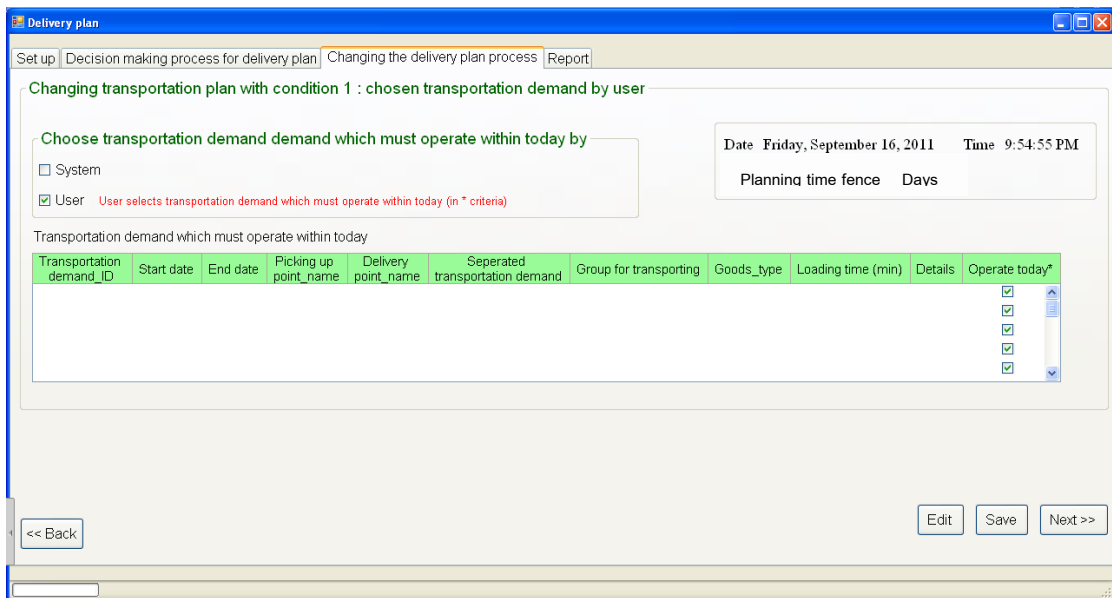 Delivery plan
Set up Decision making process for delivery plan Changing the delivery plan process Report
Changing transportation plan with condition 1 : chosen transportation demand by user
Choose transportation demand demand which must operate within today by
System
User User selects transportation demand which must operate within today (in * criteria)
Date Friday, September 16, 2011 Time 9:54:55 PM
Planning time fence Days
Transportation demand which must operate within today
Transportation demand_ID Start date End date Picking up point_name Delivery point_name Seperated transportation demand Group for transporting Goods_type Loading time (min) Details Operate today*
<< Back Edit Save Next >>